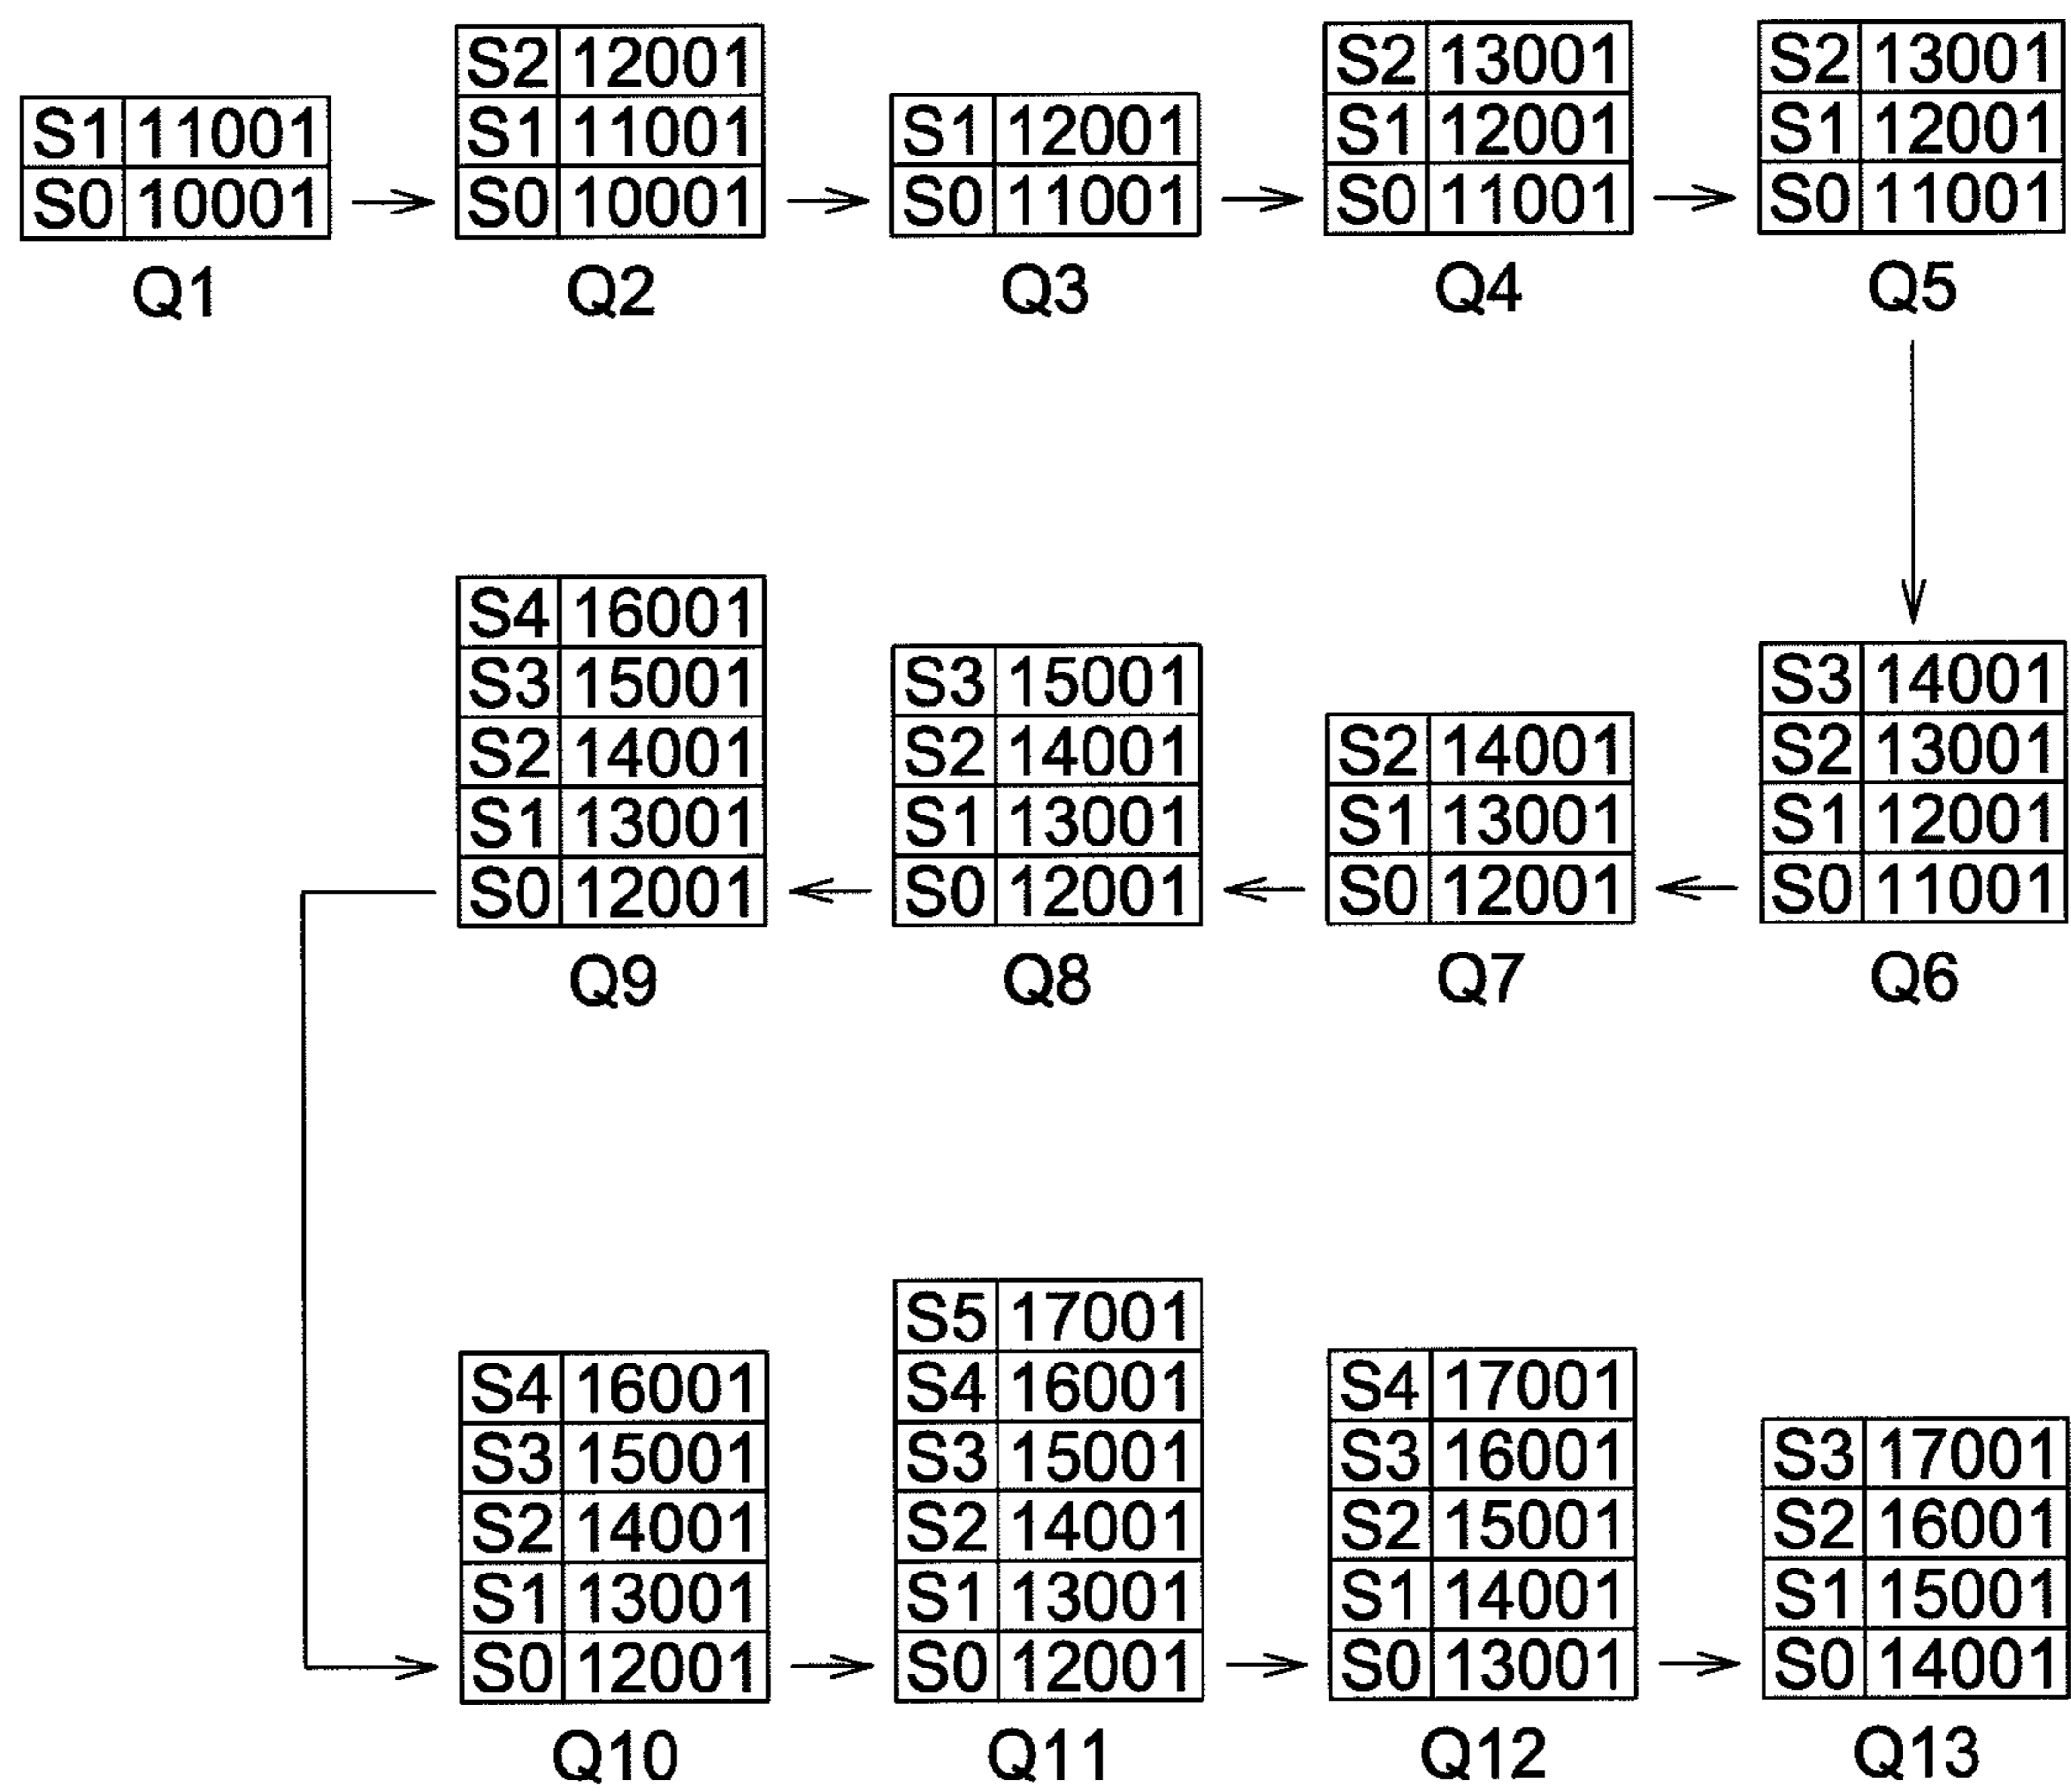 S2 12001 S2 13001 S2 13001
S1 11001 S1 11001 S1 12001 S1 12001 S1 12001
S0 10001 S0 10001 S0 11001 S0 11001 S0 11001
Q1 Q2 Q3 Q4 Q5
S4 16001
S3 15001 S3 15001 S3 14001
S2 14001 S2 14001 S2 14001 S2 13001
S1 13001 S1 13001 S1 13001 S1 12001
S0 12001 S0 12001 S0 12001 S0 11001
Q9 Q8 Q7 Q6
S5 17001
S4 16001 S4 16001 S4 17001
S3 15001 S3 15001 S3 16001 S3 17001
S2 14001 S2 14001 S2 15001 S2 16001
S1 13001 S1 13001 S1 14001 S1 15001
S0 12001 S0 12001 S0 13001 S0 14001
Q10 Q11 Q12 Q13